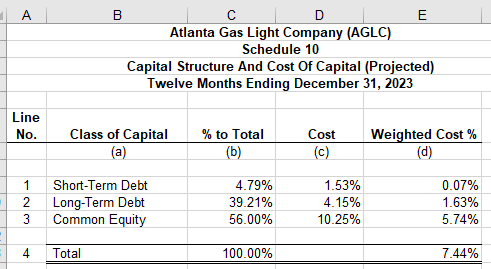 A B C D E
Atlanta Gas Light Company (AGLC)
Schedule 10
Capital Structure And Cost Of Capital (Projected)
Twelve Months Ending December 31, 2023
Line
No. Class of Capital % to Total Cost Weighted Cost %
(a) (b) (c) (d)
1 Short-Term Debt 4.79% 1.53% 0.07%
2 Long-Term Debt 39.21% 4.15% 1.63%
3 Common Equity 56.00% 10.25% 5.74%
4 Total 100.00% 7.44%